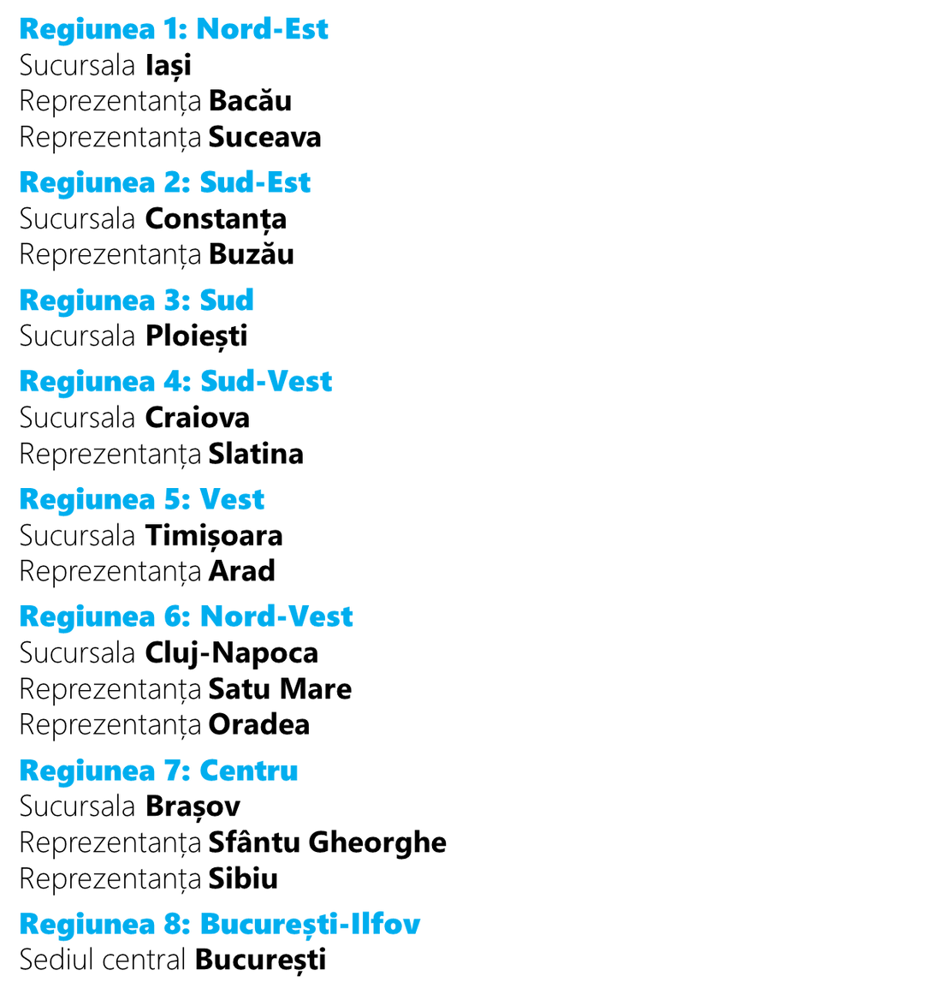 Regiunea 1: Nord-Est
Sucursala Iași
Reprezentanța Bacău
Reprezentanța Suceava
Regiunea 2: Sud-Est
Sucursala Constanța
Reprezentanța Buzău
Regiunea 3: Sud
Sucursala Ploiești
Regiunea 4: Sud-Vest
Sucursala Craiova
Reprezentanța Slatina
Regiunea 5: Vest
Sucursala Timișoara
Reprezentanța Arad
Regiunea 6: Nord-Vest
Sucursala Cluj-Napoca
Reprezentanța Satu Mare
Reprezentanța Oradea
Regiunea 7: Centru
Sucursala Brașov
Reprezentanța Sfântu Gheorghe
Reprezentanța Sibiu
Regiunea 8: București-Ilfov
Sediul central București